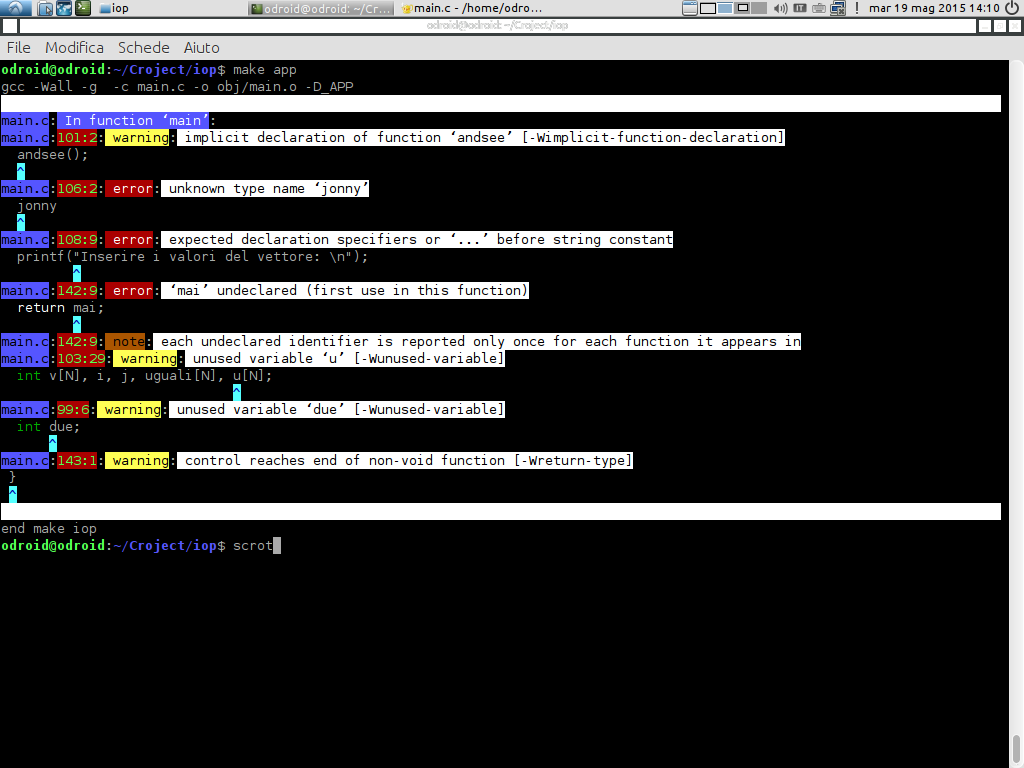 iop
odroid@odroid: ~/Cr...
main.c - /home/odro...
IT
mar 19 mag 2015 14:10
odroid@odroid: ~/Croject/iop
File Modifica Schede Aiuto
odroid@odroid:~/Croject/iop$ make app
gcc -Wall -g  -c main.c -o obj/main.o -D_APP
main.c: In function ‘main’:
main.c:101:2: warning: implicit declaration of function ‘andsee’ [-Wimplicit-function-declaration]
  andsee();
  ^
main.c:106:2: error: unknown type name ‘jonny’
  jonny
  ^
main.c:108:9: error: expected declaration specifiers or ‘...’ before string constant
  printf("Inserire i valori del vettore: \n");
         ^
main.c:142:9: error: ‘mai’ undeclared (first use in this function)
  return mai;
         ^
main.c:142:9: note: each undeclared identifier is reported only once for each function it appears in
main.c:103:29: warning: unused variable ‘u’ [-Wunused-variable]
  int v[N], i, j, uguali[N], u[N];
                             ^
main.c:99:6: warning: unused variable ‘due’ [-Wunused-variable]
  int due;
      ^
main.c:143:1: warning: control reaches end of non-void function [-Wreturn-type]
 }
 ^
end make iop
odroid@odroid:~/Croject/iop$ scrot